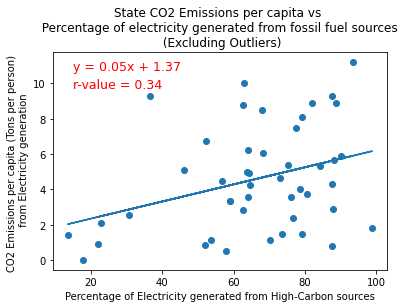 State CO2 Emissions per capita vs
Percentage of electricity generated from fossil fuel sources
(Excluding Outliers)
y = 0.05x + 1.37
r-value = 0.34
CO2 Emissions per capita (Tons per person)
from Electricity generation
10
8
6
4
2
0
20
40
60
80
100
Percentage of Electricity generated from High-Carbon sources